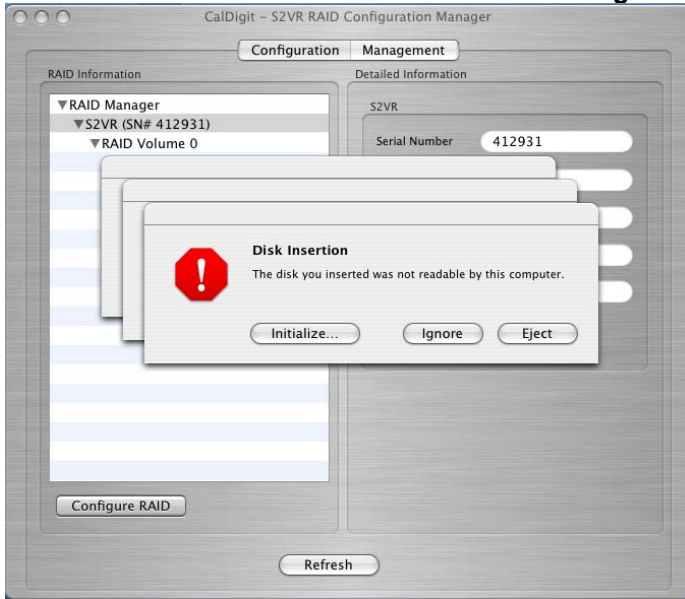 CalDigit – S2VR RAID Configuration Manager
Configuration Management
RAID Information
Detailed Information
RAID Manager
S2VR (SN# 412931)
RAID Volume 0
S2VR
Serial Number 412931
Disk Insertion
The disk you inserted was not readable by this computer.
Initialize... Ignore Eject
Configure RAID
Refresh